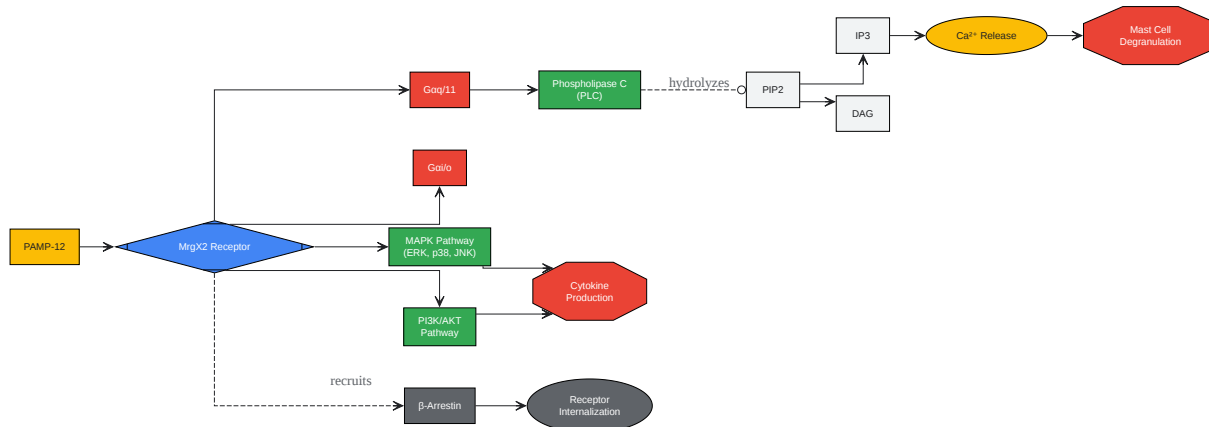 IP3
Ca²⁺ Release
Mast Cell
Degranulation
Gαq/11
Phospholipase C
(PLC)
hydrolyzes
PIP2
DAG
Gαi/o
PAMP-12
MrgX2 Receptor
MAPK Pathway
(ERK, p38, JNK)
Cytokine
Production
PI3K/AKT
Pathway
recruits
β-Arrestin
Receptor
Internalization